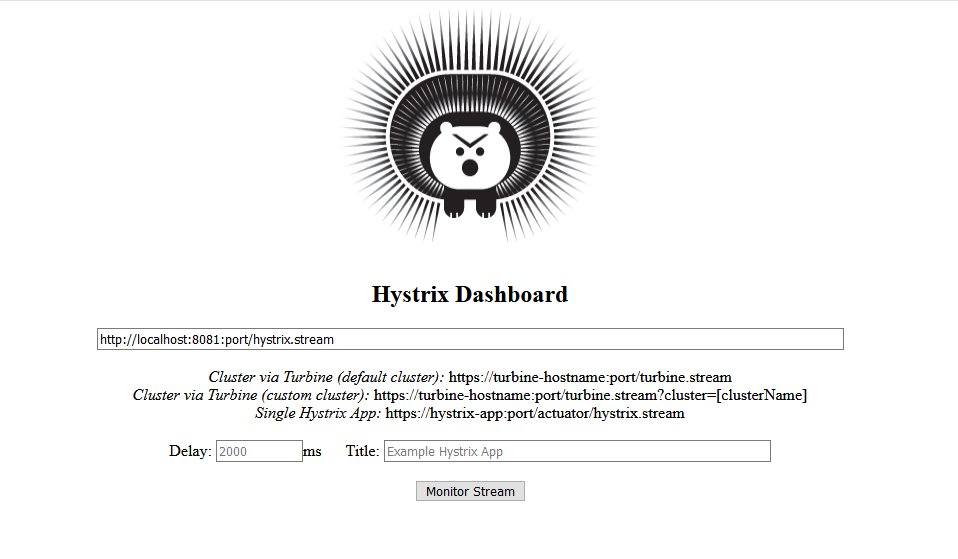 Hystrix Dashboard
http://localhost:8081:port/hystrix.stream
Cluster via Turbine (default cluster): https://turbine-hostname:port/turbine.stream
Cluster via Turbine (custom cluster): https://turbine-hostname:port/turbine.stream?cluster=[clusterName]
Single Hystrix App: https://hystrix-app:port/actuator/hystrix.stream
Delay: 2000 ms Title: Example Hystrix App
Monitor Stream